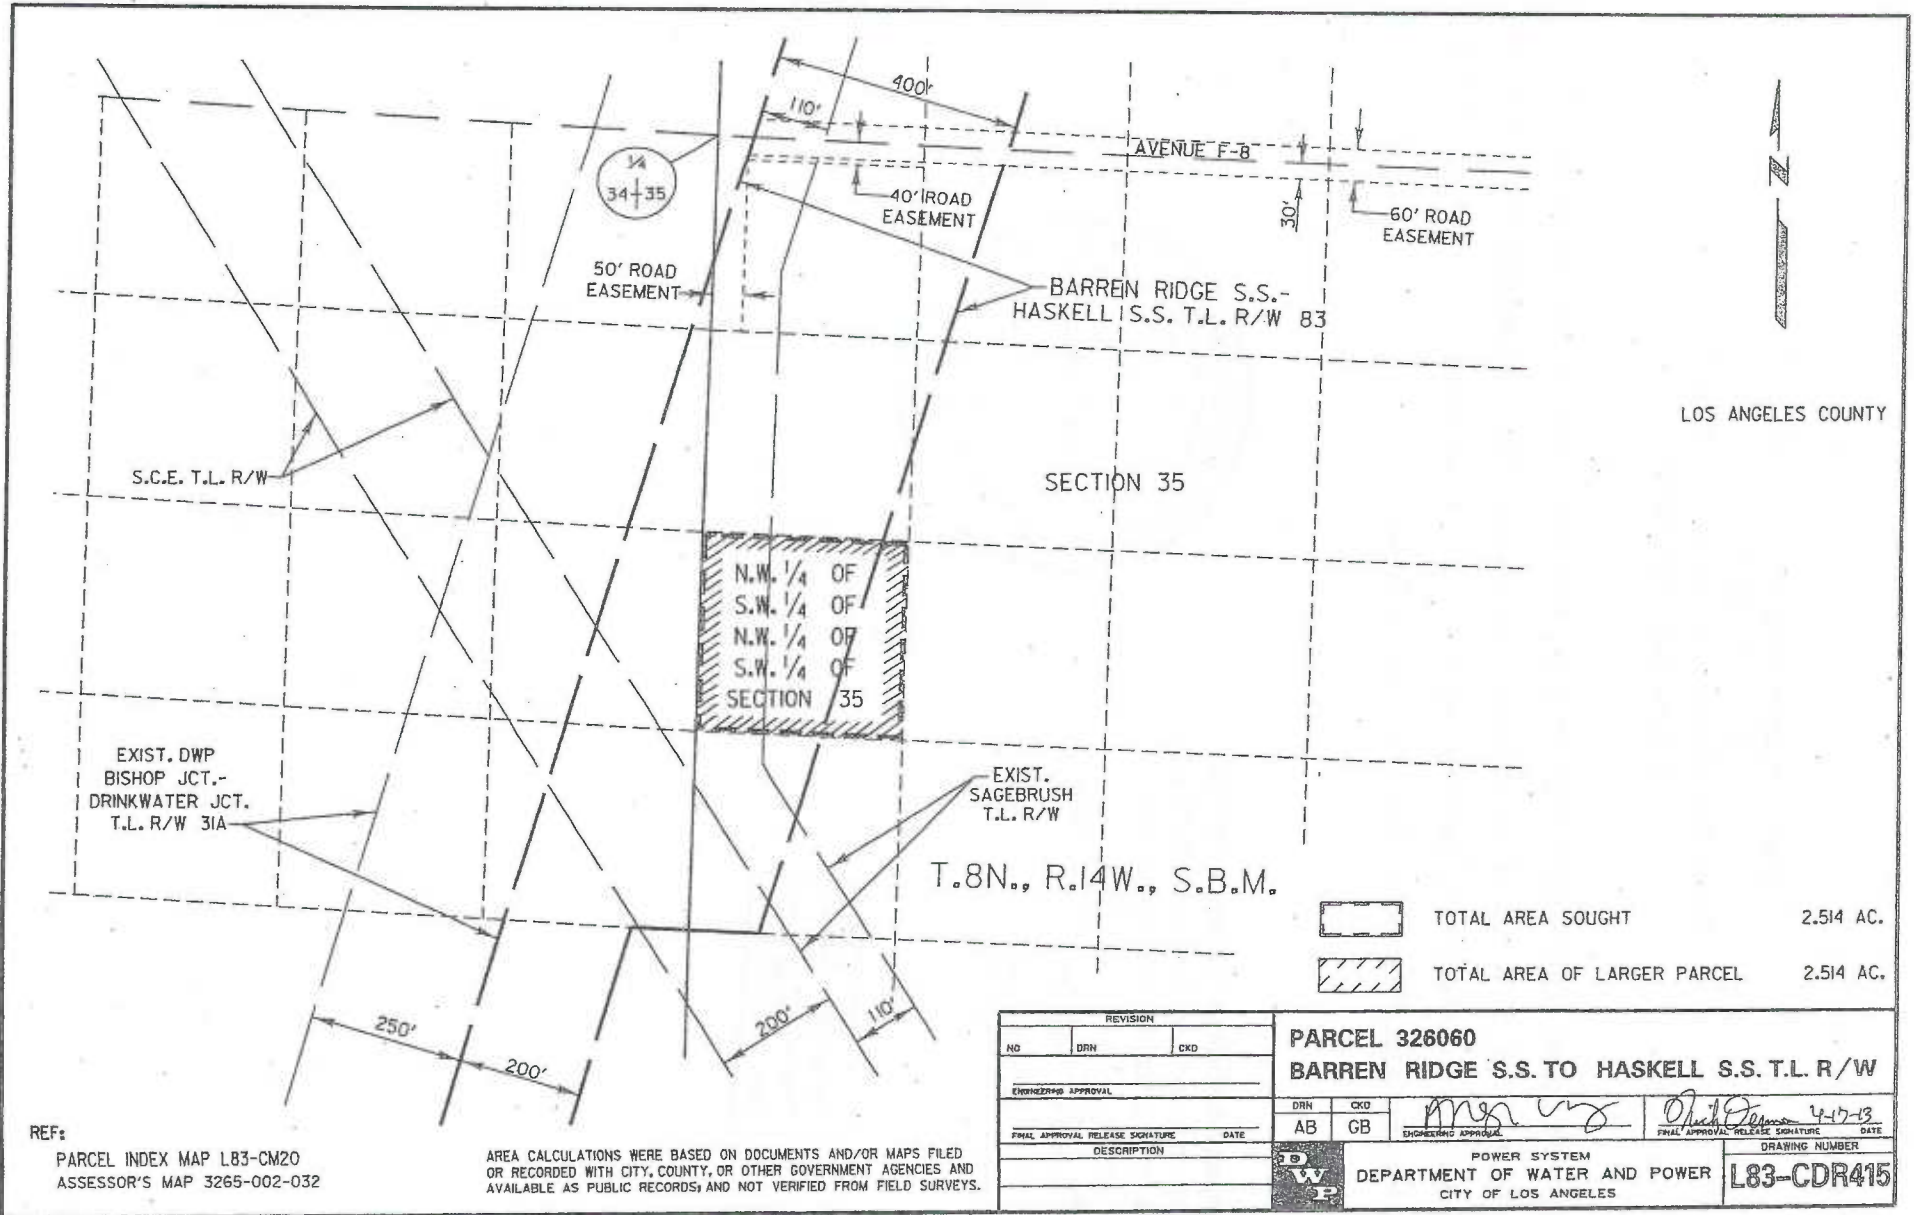 400'
110'
AVENUE F-8
1/4
34 35
40' ROAD
EASEMENT
30'
60' ROAD
EASEMENT
50' ROAD
EASEMENT
BARREN RIDGE S.S.-
HASKELL S.S. T.L. R/W 83
N
LOS ANGELES COUNTY
S.C.E. T.L. R/W
SECTION 35
N.W. 1/4 OF
S.W. 1/4 OF
N.W. 1/4 OF
S.W. 1/4 OF
SECTION 35
EXIST. DWP
BISHOP JCT.-
DRINKWATER JCT.
T.L. R/W 31A
EXIST.
SAGEBRUSH
T.L. R/W
T.8N., R.14W., S.B.M.
TOTAL AREA SOUGHT 2.514 AC.
TOTAL AREA OF LARGER PARCEL 2.514 AC.
250'
200'
200'
110'
REF:
PARCEL INDEX MAP L83-CM20
ASSESSOR'S MAP 3265-002-032
AREA CALCULATIONS WERE BASED ON DOCUMENTS AND/OR MAPS FILED
OR RECORDED WITH CITY, COUNTY, OR OTHER GOVERNMENT AGENCIES AND
AVAILABLE AS PUBLIC RECORDS; AND NOT VERIFIED FROM FIELD SURVEYS.
REVISION
NO DRN CKD
ENGINEERING APPROVAL
FINAL APPROVAL RELEASE SIGNATURE DATE
DESCRIPTION
PARCEL 326060
BARREN RIDGE S.S. TO HASKELL S.S. T.L. R/W
DRN CKD
AB GB
ENGINEERING APPROVAL
4-17-13
FINAL APPROVAL RELEASE SIGNATURE DATE
DWP
POWER SYSTEM
DEPARTMENT OF WATER AND POWER
CITY OF LOS ANGELES
DRAWING NUMBER
L83-CDR415